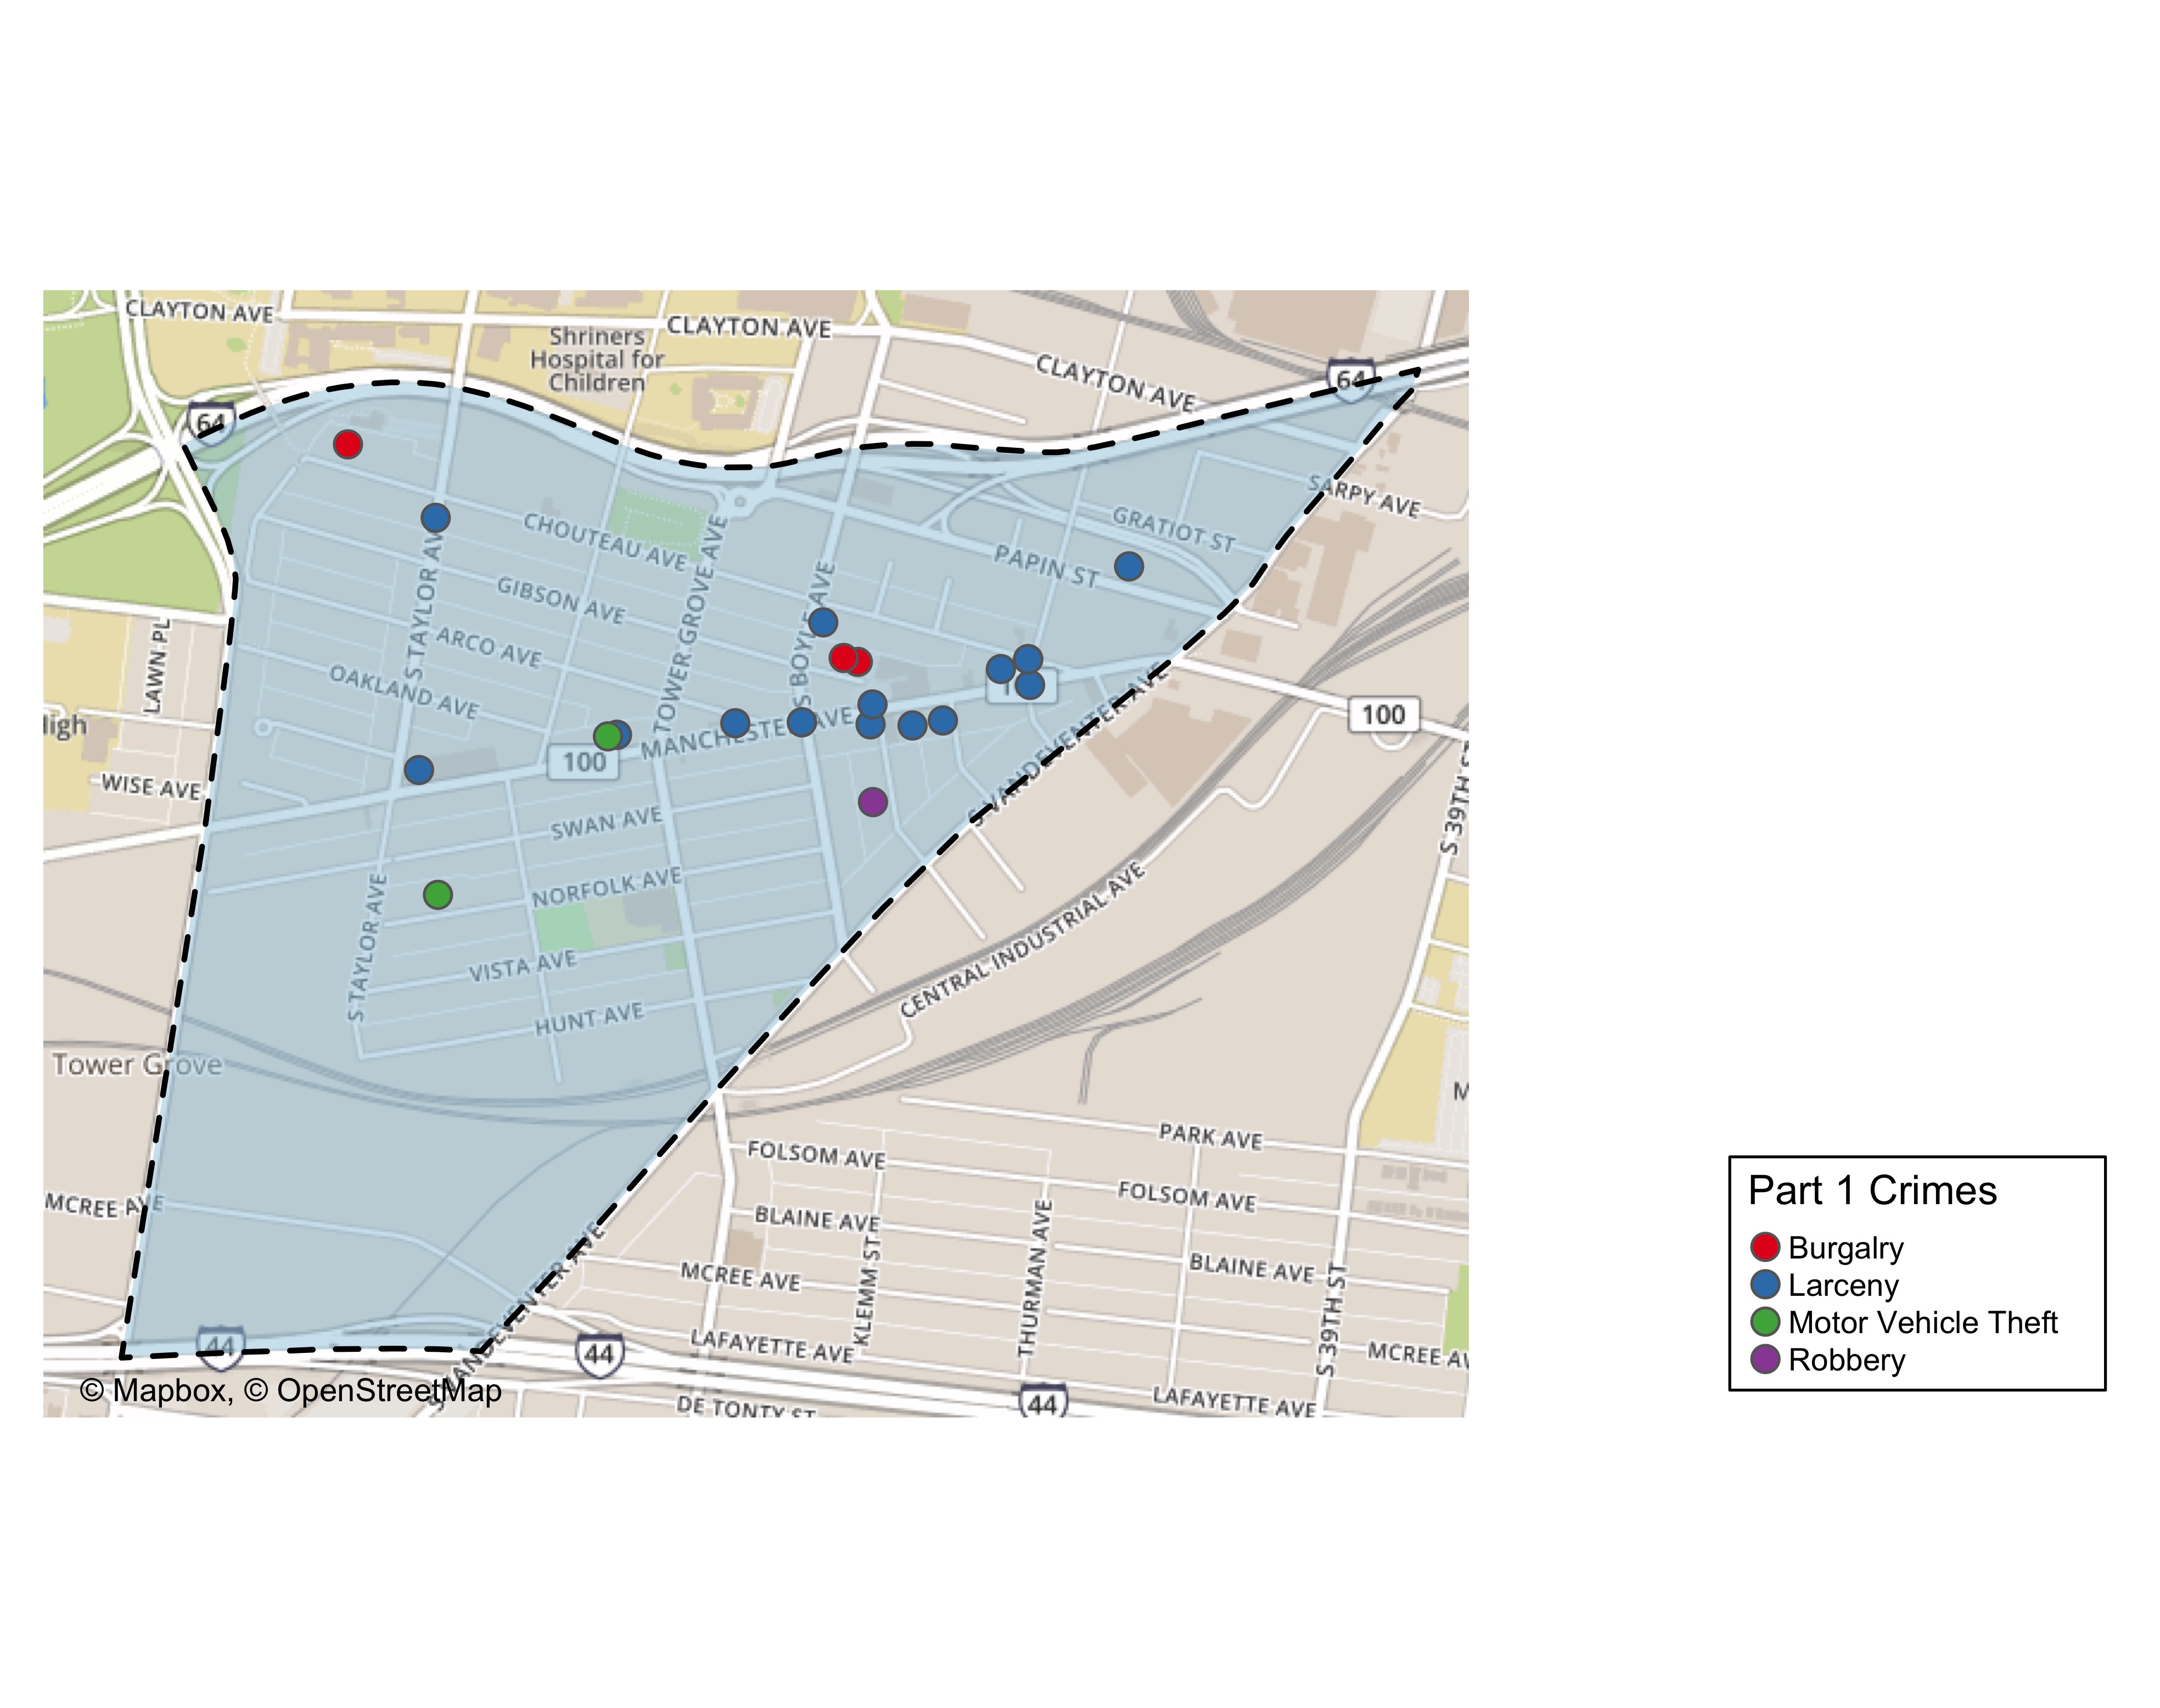 CLAYTON AVE
CLAYTON AVE
Shriners
Hospital for
Children
CLAYTON AVE
64
64
SARPY AVE
GRATIOT ST
PAPIN ST
CHOUTEAU AVE
GIBSON AVE
ARCO AVE
OAKLAND AVE
S TAYLOR AVE
TOWER GROVE AVE
S BOYLE AVE
LAWN PL
High
WISE AVE
100
MANCHESTER AVE
100
S VANDEVENTER AVE
SWAN AVE
NORFOLK AVE
VISTA AVE
HUNT AVE
S TAYLOR AVE
CENTRAL INDUSTRIAL AVE
S 39TH ST
Tower Grove
M
PARK AVE
FOLSOM AVE
FOLSOM AVE
MCREE AVE
BLAINE AVE
BLAINE AVE
MCREE AVE
KLEMM ST
THURMAN AVE
S 39TH ST
S VANDEVENTER AVE
LAFAYETTE AVE
MCREE AV
44
44
44
LAFAYETTE AVE
DE TONTY ST
© Mapbox, © OpenStreetMap
Part 1 Crimes
Burgalry
Larceny
Motor Vehicle Theft
Robbery